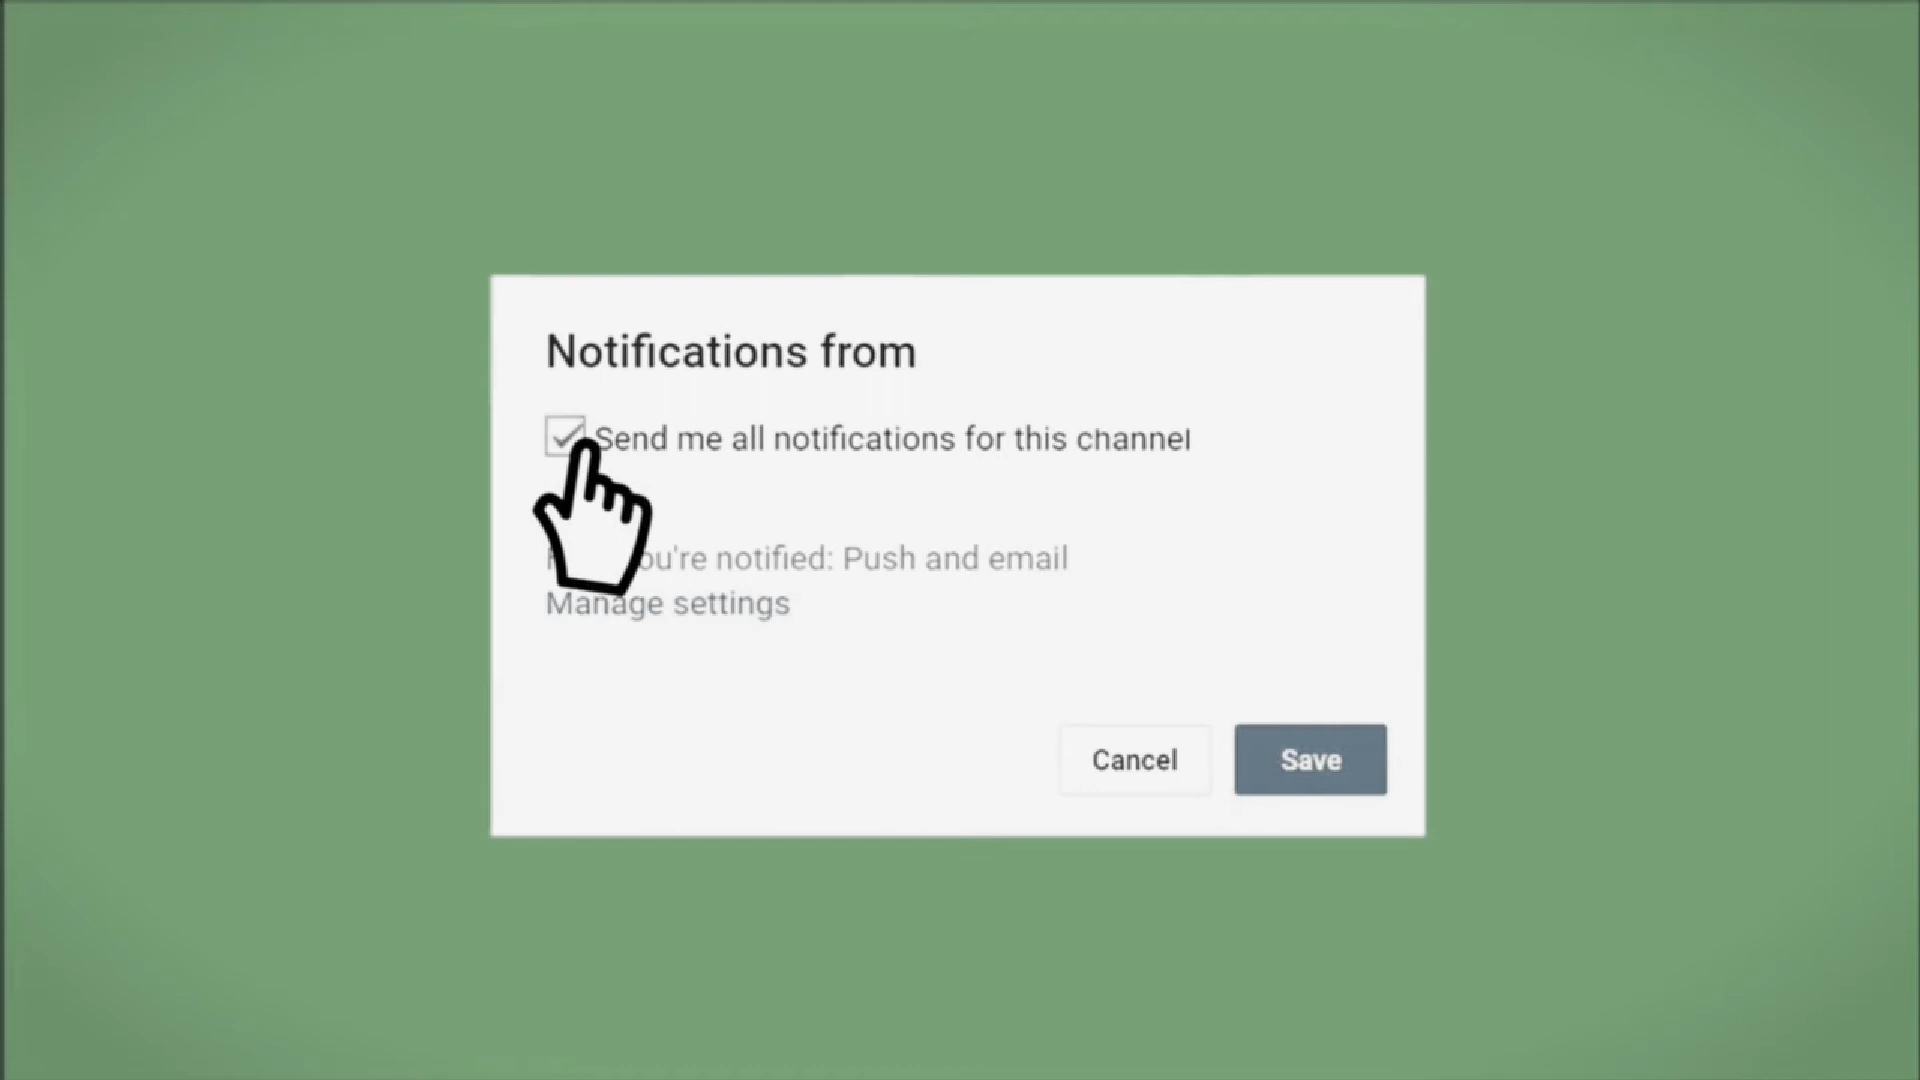 Notifications from
Send me all notifications for this channel
ou're notified: Push and email
Manage settings
Cancel
Save